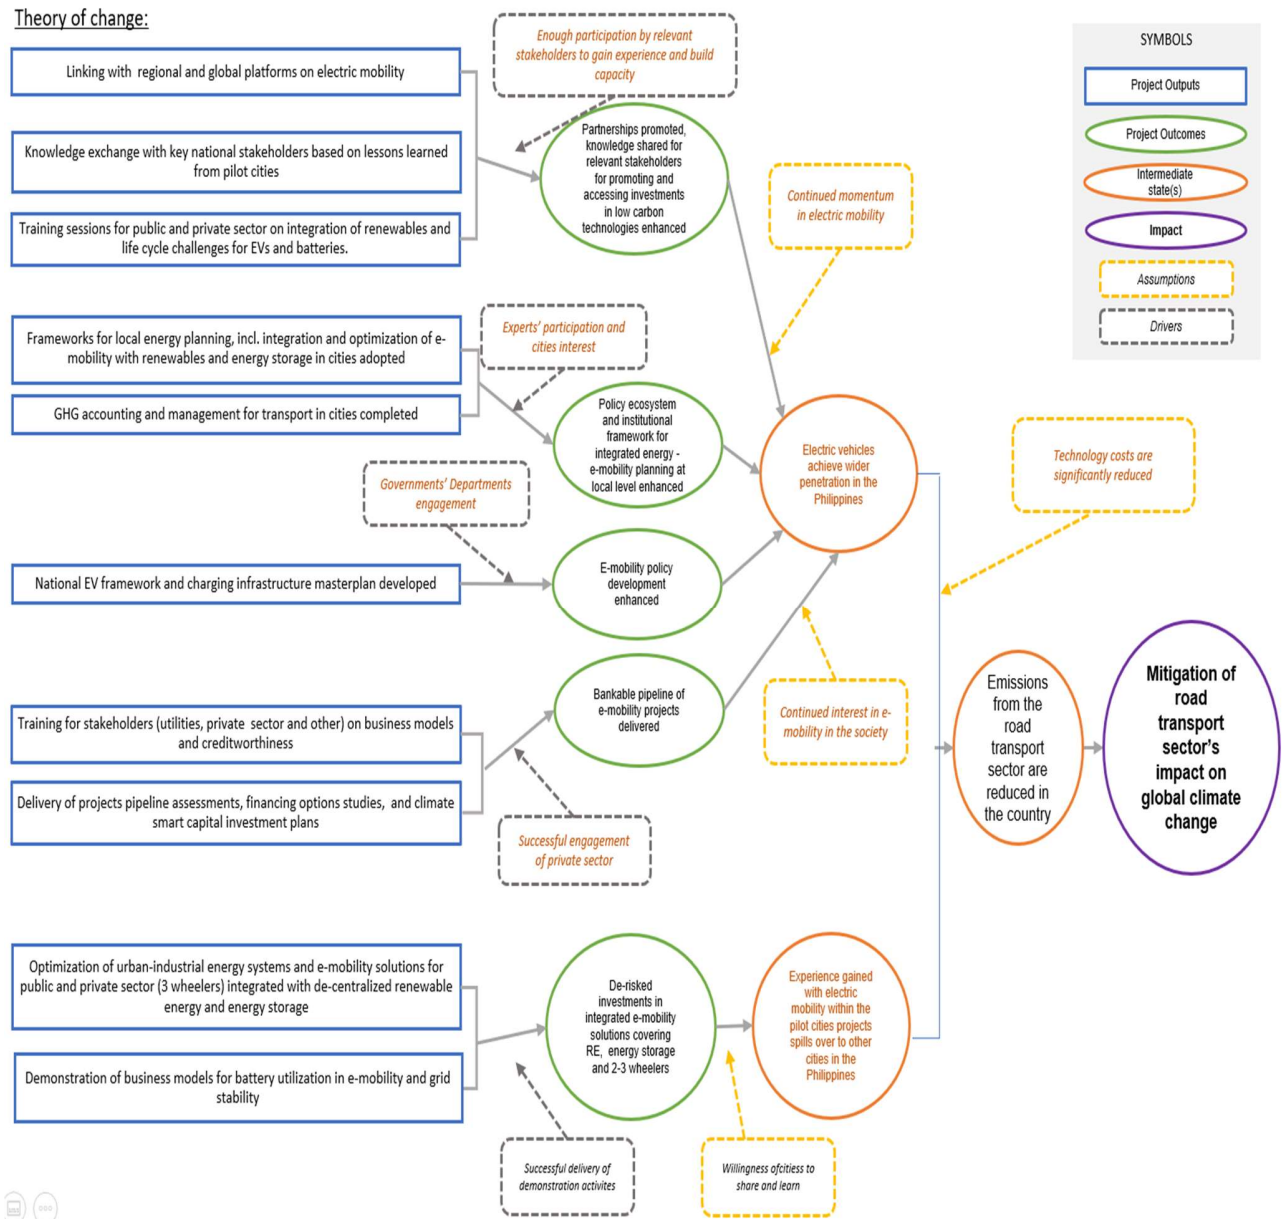 Theory of change:
Linking with regional and global platforms on electric mobility
Knowledge exchange with key national stakeholders based on lessons learned
from pilot cities
Training sessions for public and private sector on integration of renewables and
life cycle challenges for EVs and batteries.
Enough participation by relevant
stakeholders to gain experience and build
capacity
Partnerships promoted,
knowledge shared for
relevant stakeholders
for promoting and
accessing investments
in low carbon
technologies enhanced
Continued momentum
in electric mobility
SYMBOLS
Project Outputs
Project Outcomes
Intermediate
state(s)
Impact
Assumptions
Drivers
Frameworks for local energy planning, incl. integration and optimization of e-
mobility with renewables and energy storage in cities adopted
GHG accounting and management for transport in cities completed
Experts' participation and
cities interest
Policy ecosystem
and institutional
framework for
integrated energy -
e-mobility planning at
local level enhanced
Electric vehicles
achieve wider
penetration in the
Philippines
Technology costs are
significantly reduced
Governments' Departments
engagement
National EV framework and charging infrastructure masterplan developed
E-mobility policy
development
enhanced
Training for stakeholders (utilities, private sector and other) on business models
and creditworthiness
Delivery of projects pipeline assessments, financing options studies, and climate
smart capital investment plans
Bankable pipeline of
e-mobility projects
delivered
Continued interest in e-
mobility in the society
Successful engagement
of private sector
Emissions
from the
road
transport
sector are
reduced in
the country
Mitigation of
road
transport
sector's
impact on
global climate
change
Optimization of urban-industrial energy systems and e-mobility solutions for
public and private sector (3 wheelers) integrated with de-centralized renewable
energy and energy storage
Demonstration of business models for battery utilization in e-mobility and grid
stability
De-risked
investments in
integrated e-mobility
solutions covering
RE, energy storage
and 2-3 wheelers
Experience gained
with electric
mobility within the
pilot cities projects
spills over to other
cities in the
Philippines
Successful delivery of
demonstration activites
Willingness ofcitiess to
share and learn